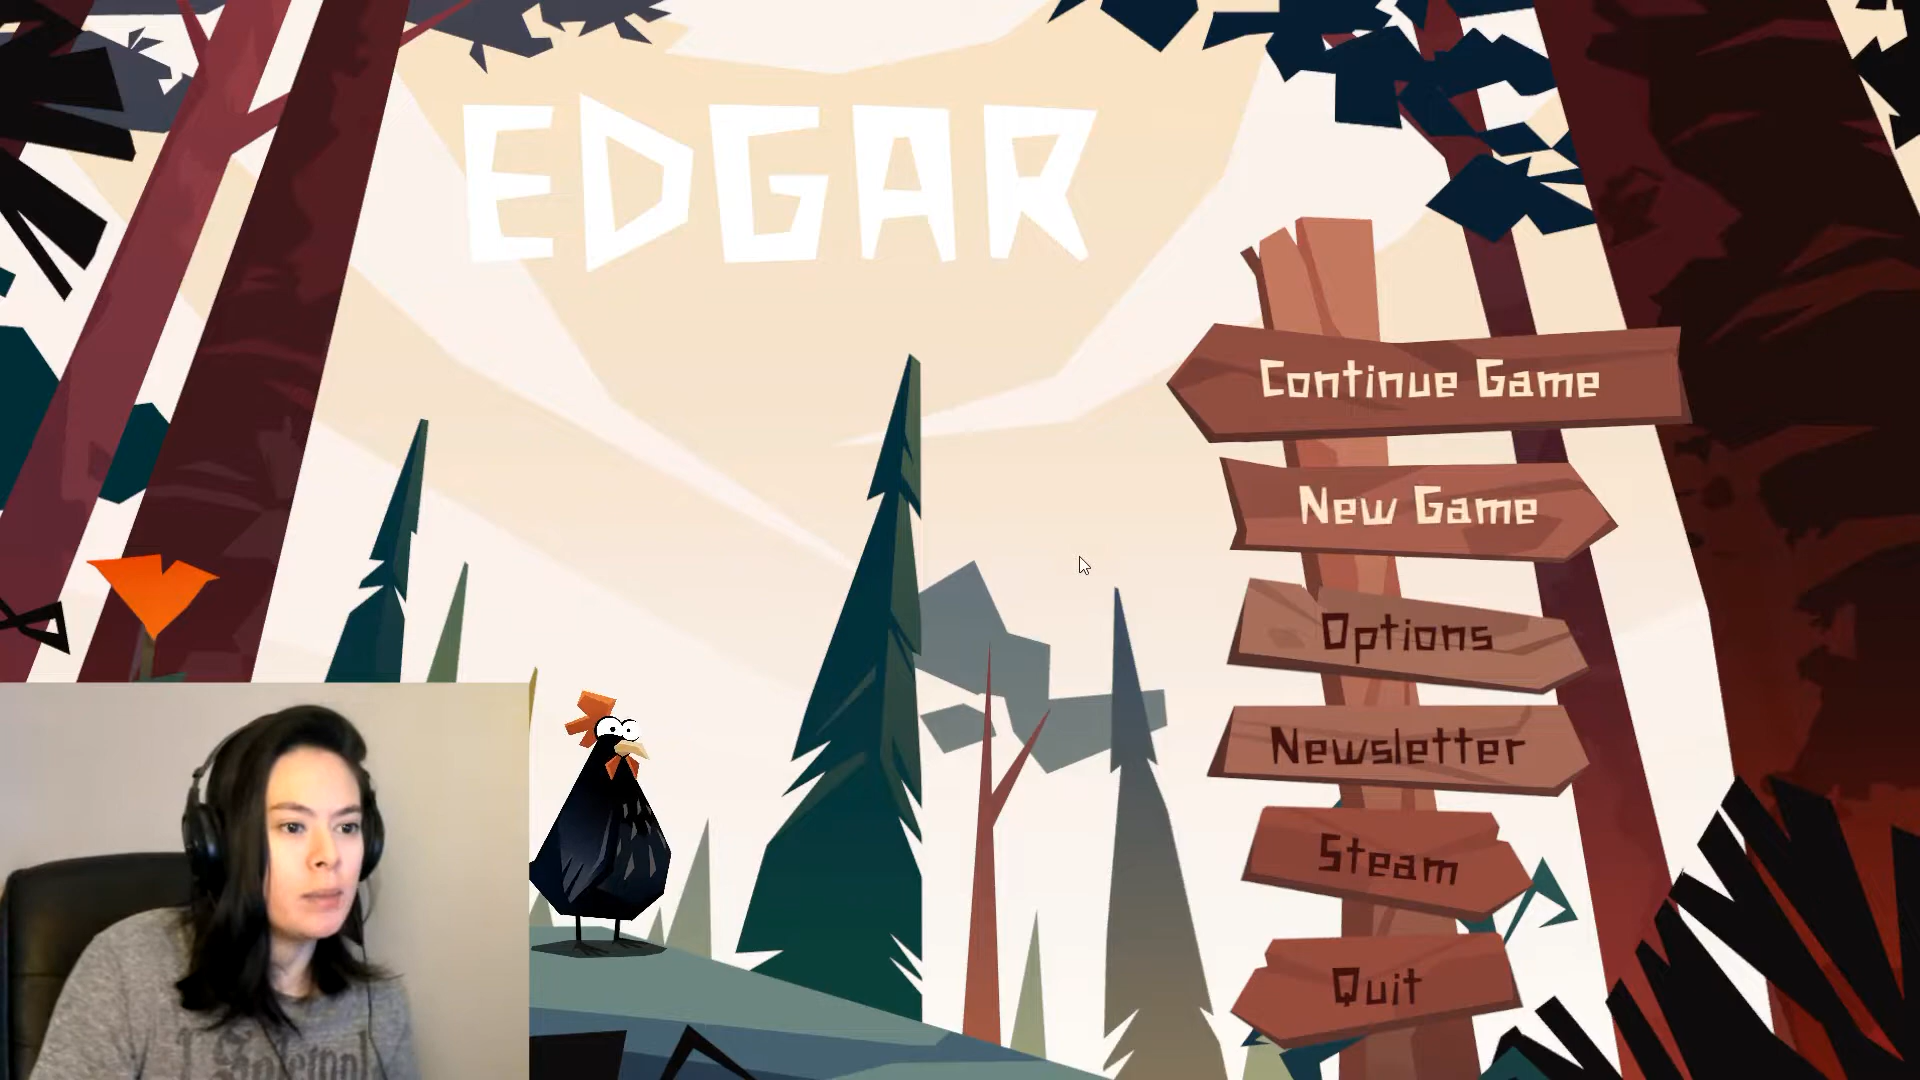 EDGAR
Continue Game
New Game
Options
Newsletter
Steam
Quit